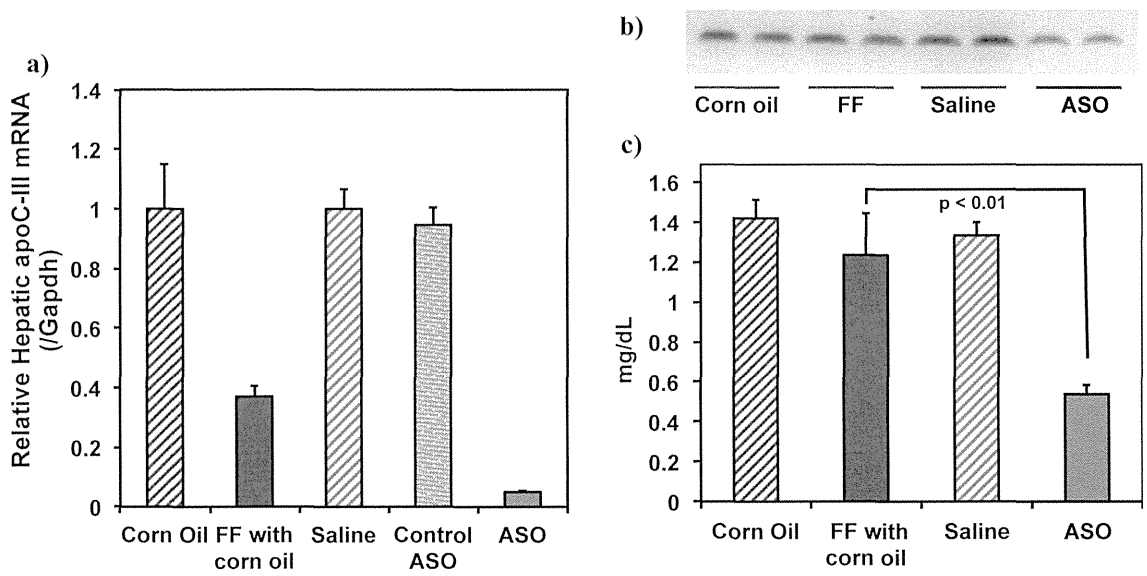 a)
Relative Hepatic apoC-III mRNA
(/Gapdh)
1.4
1.2
1
0.8
0.6
0.4
0.2
0
Corn Oil
FF with
corn oil
Saline
Control
ASO
ASO
b)
Corn oil
FF
Saline
ASO
c)
mg/dL
1.6
1.4
1.2
1
0.8
0.6
0.4
0.2
0
p < 0.01
Corn Oil
FF with
corn oil
Saline
ASO